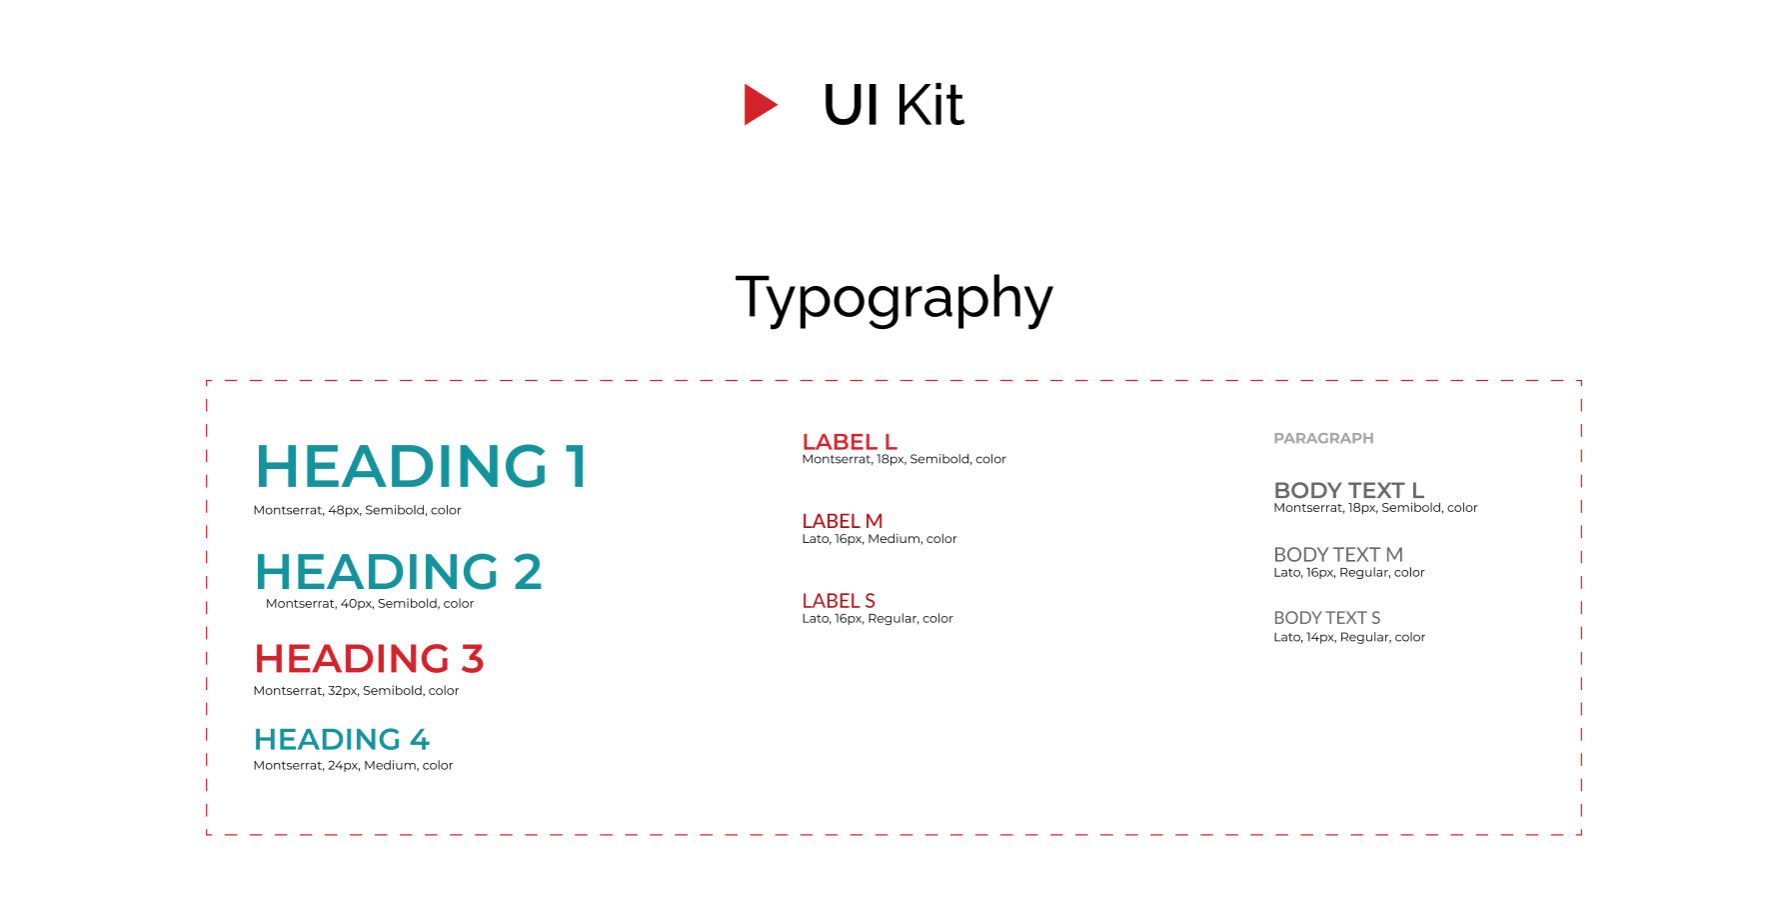 UI Kit
Typography
HEADING 1
Montserrat, 48px, Semibold, color
HEADING 2
Montserrat, 40px, Semibold, color
HEADING 3
Montserrat, 32px, Semibold, color
HEADING 4
Montserrat, 24px, Medium, color
LABEL L
Montserrat, 18px, Semibold, color
LABEL M
Lato, 16px, Medium, color
LABEL S
Lato, 16px, Regular, color
PARAGRAPH
BODY TEXT L
Montserrat, 18px, Semibold, color
BODY TEXT M
Lato, 16px, Regular, color
BODY TEXT S
Lato, 14px, Regular, color